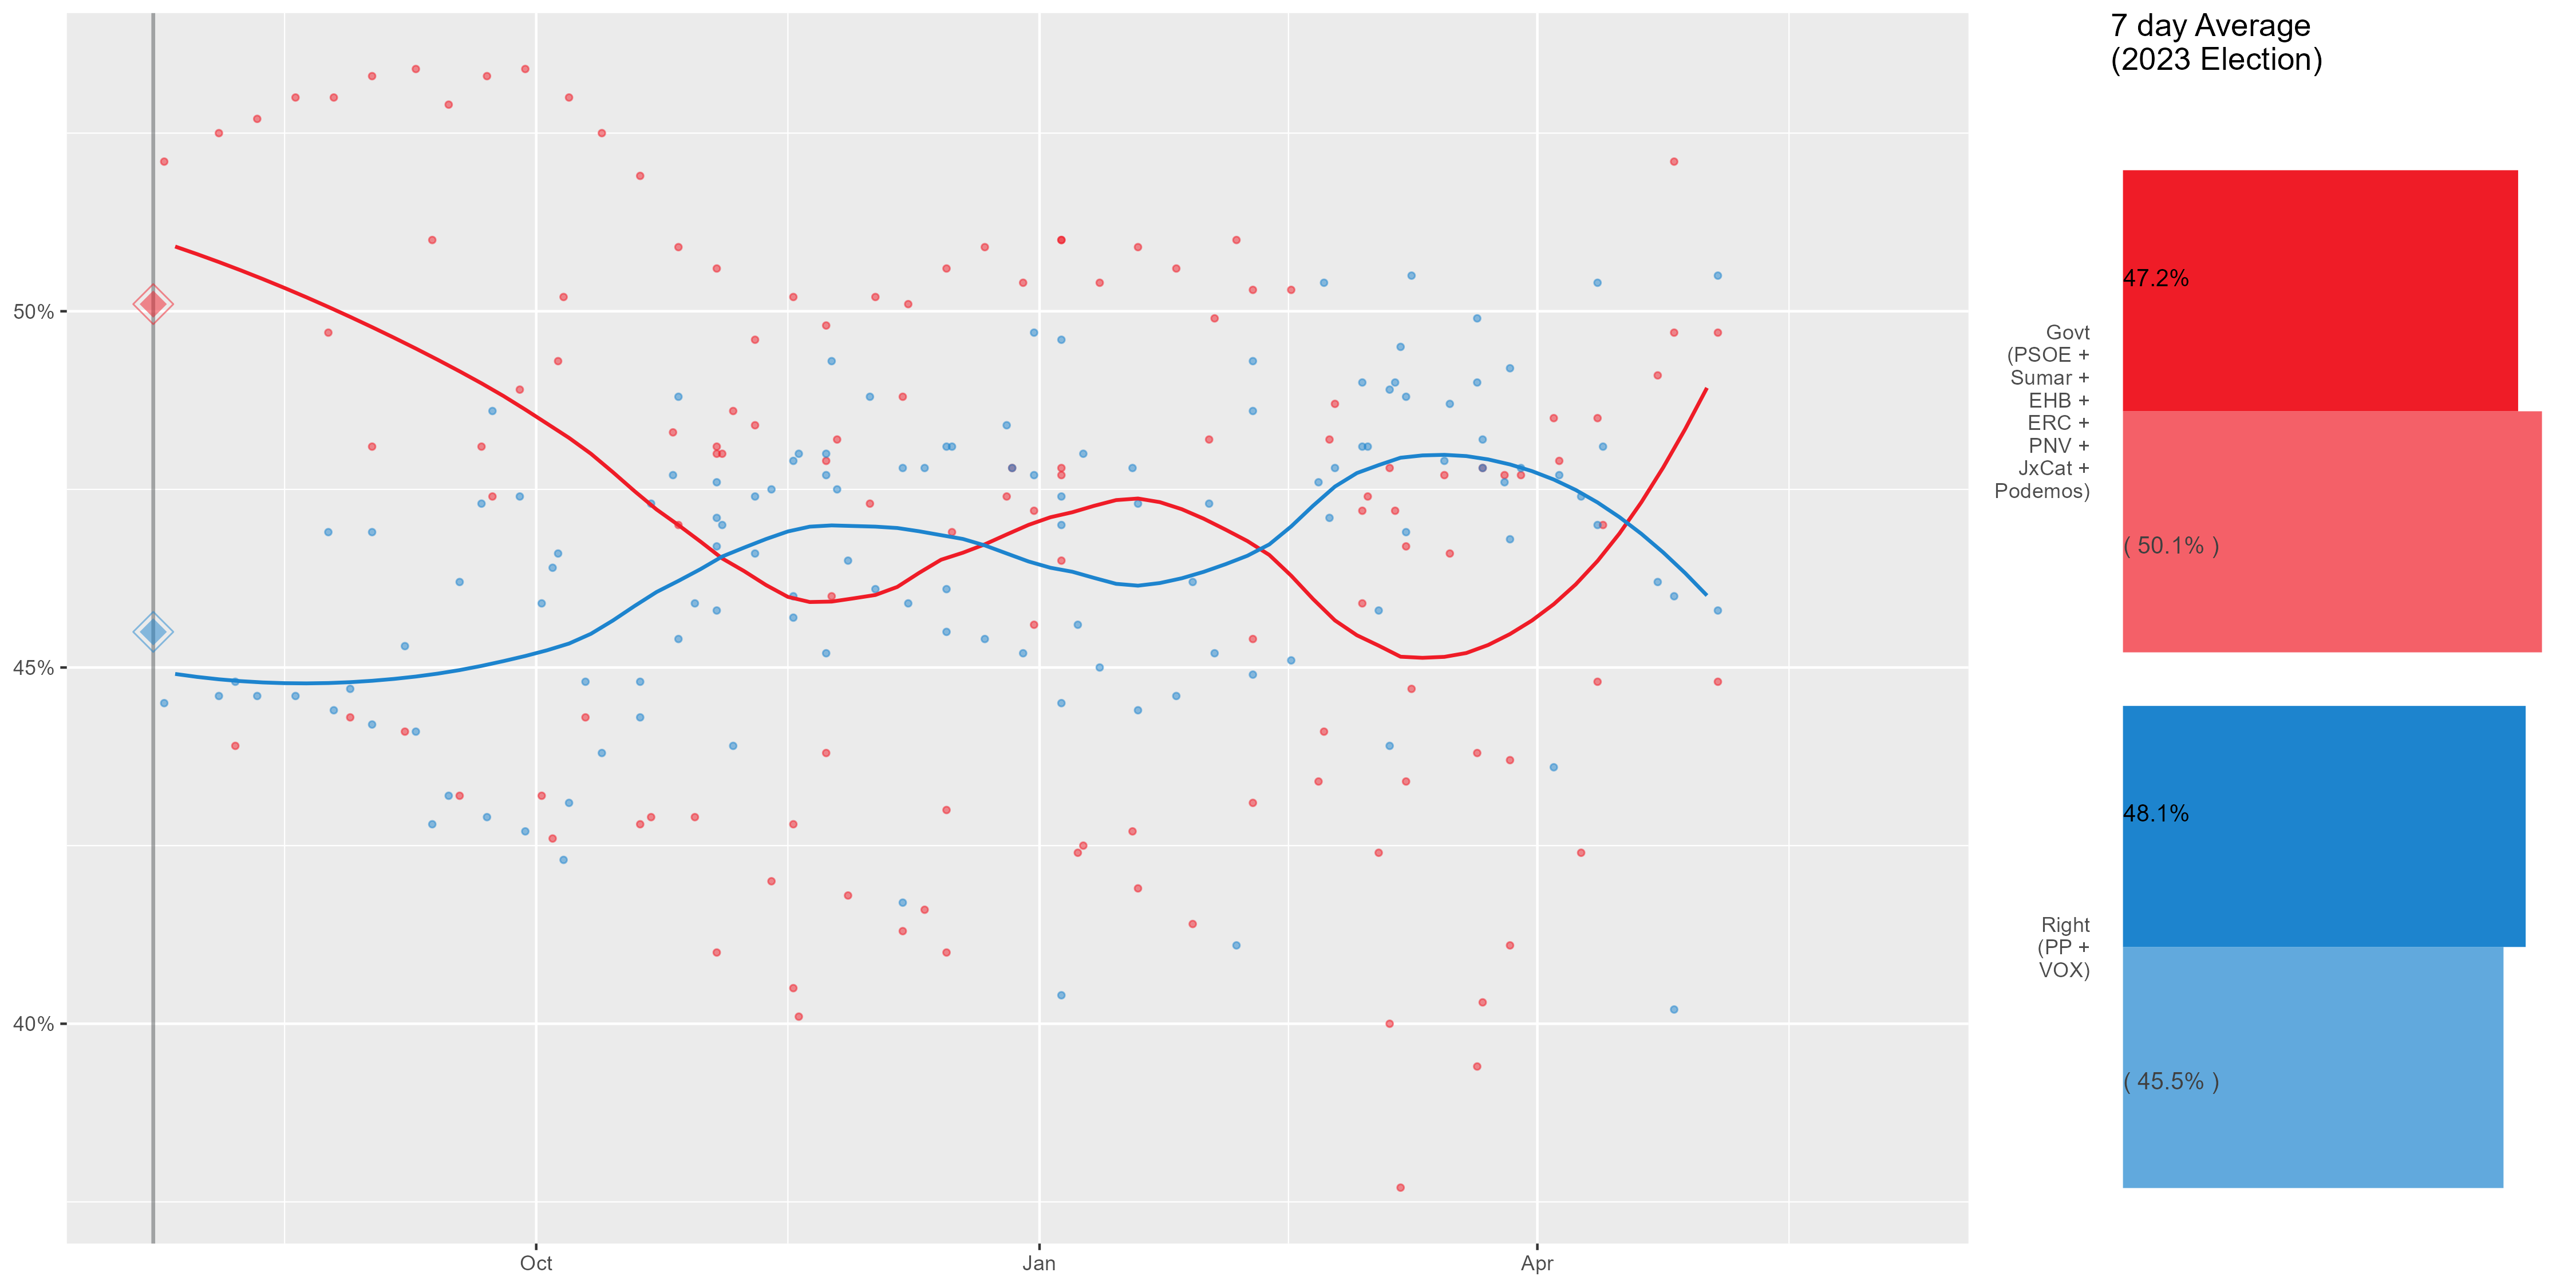 7 day Average
(2023 Election)
50%
45%
40%
Oct
Jan
Apr
Govt
(PSOE +
Sumar +
EHB +
ERC +
PNV +
JxCat +
Podemos)
47.2%
( 50.1% )
Right
(PP +
VOX)
48.1%
( 45.5% )